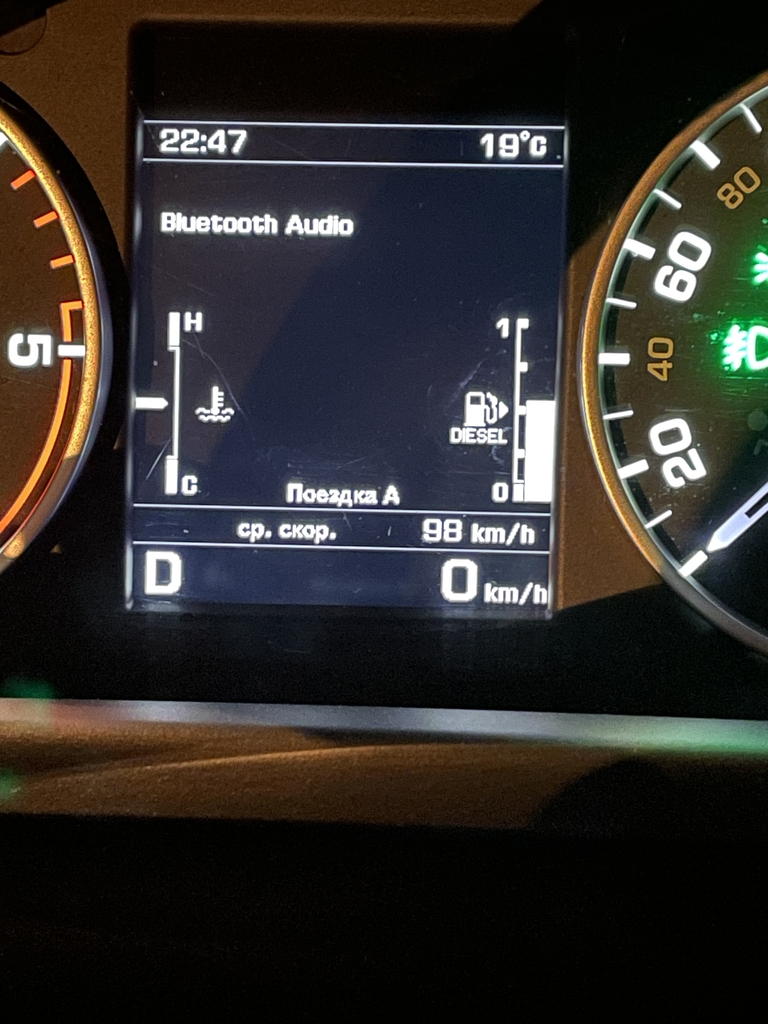 22:47 19°C
Bluetooth Audio
H
1
5
DIESEL
C
0
Поездка А
ср. скор. 98 km/h
D 0 km/h
80
60
40
20